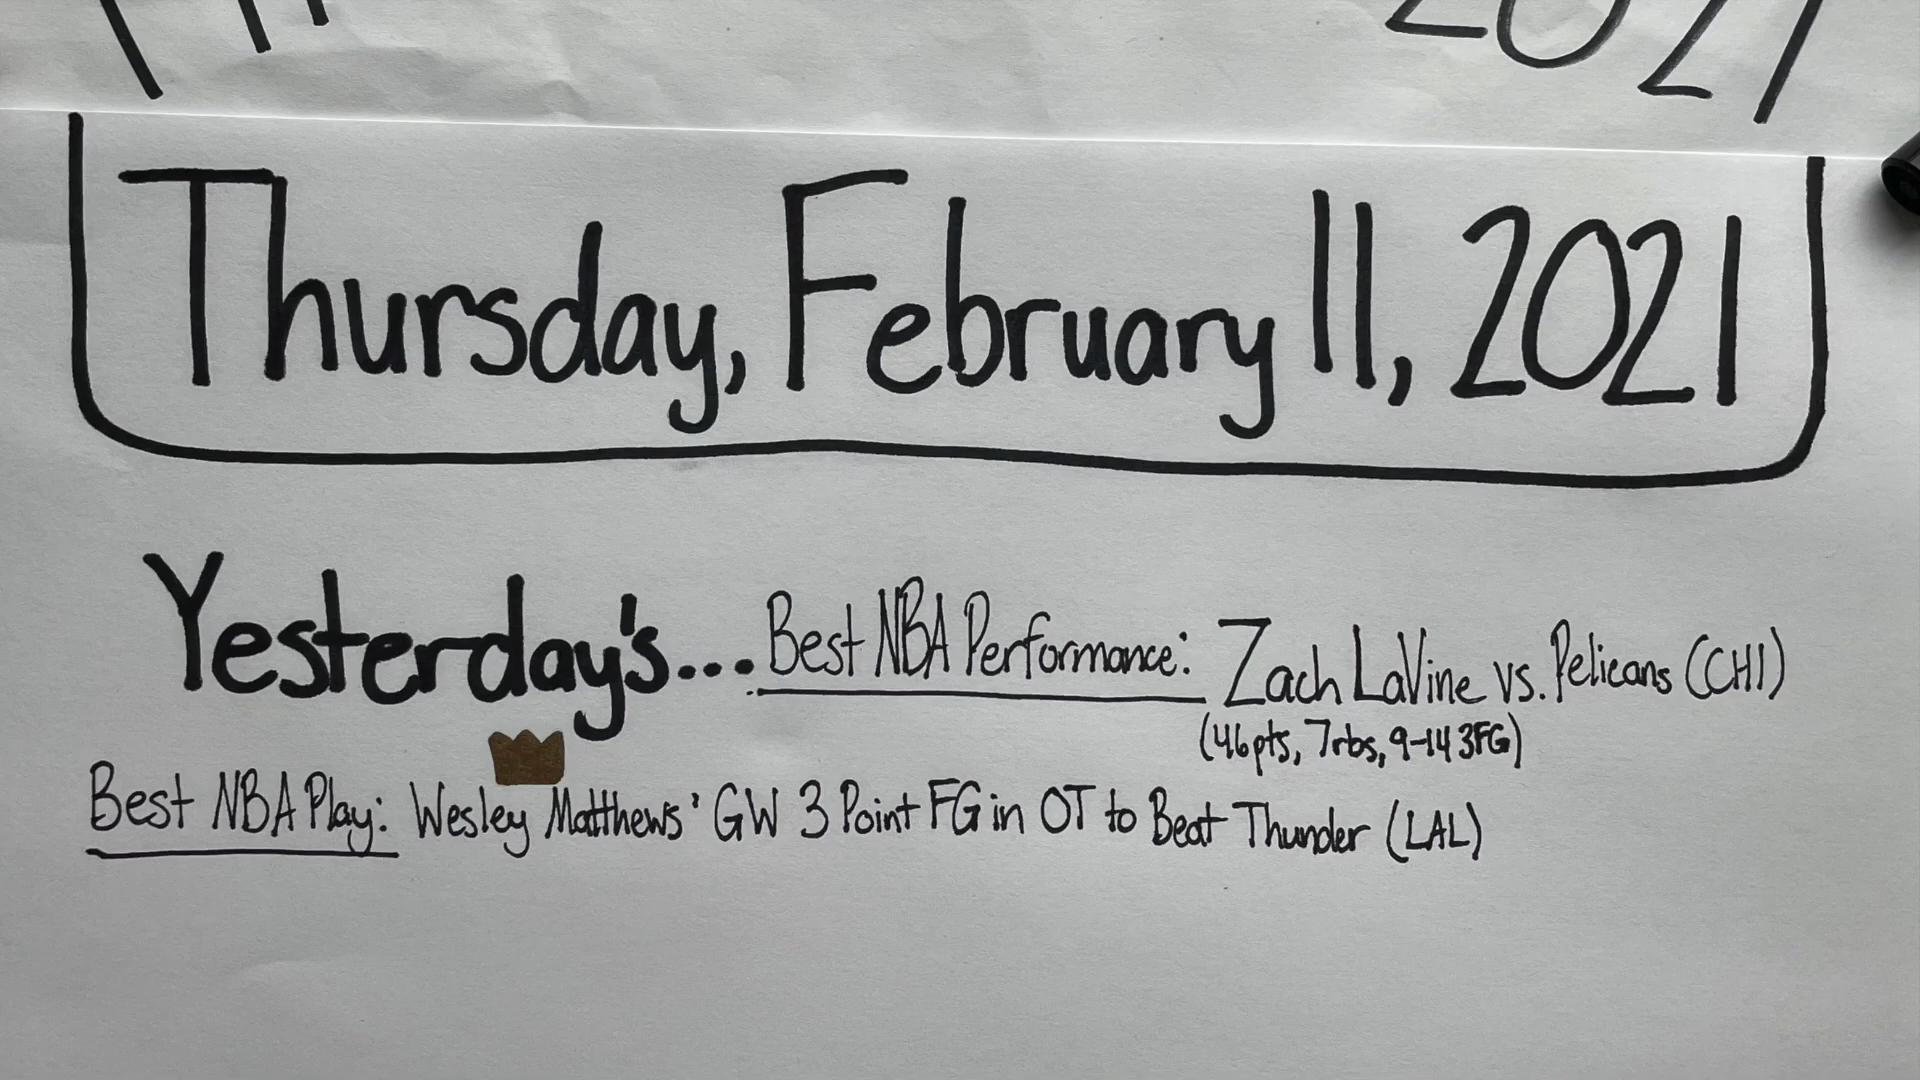 2021
Thursday, February 11, 2021
Yesterday's... Best NBA Performance: Zach LaVine vs. Pelicans (CHI)
(46pts, 7rbs, 9-14 3FG)
Best NBA Play: Wesley Matthews' GW 3 Point FG in OT to Beat Thunder (LAL)